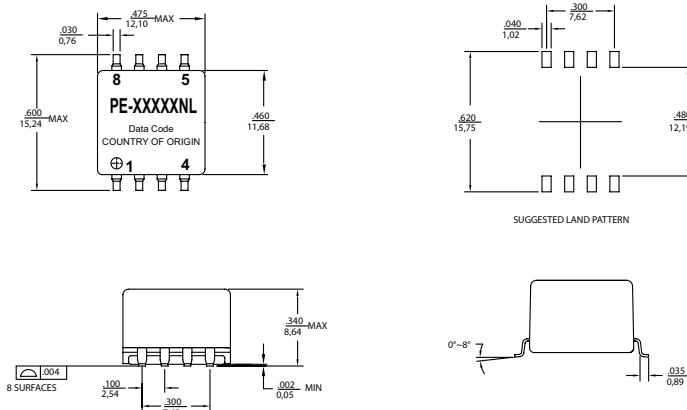 .475
12,10 MAX
.030
0,76
8 5
PE-XXXXXNL
Data Code
COUNTRY OF ORIGIN
1 4
.600
15,24 MAX
.460
11,68
.300
7,62
.040
1,02
.620
15,75
SUGGESTED LAND PATTERN
.340
8,64 MAX
.004
8 SURFACES
.100
2,54
.300
.002
0,05 MIN
0°~8°
.035
0,89